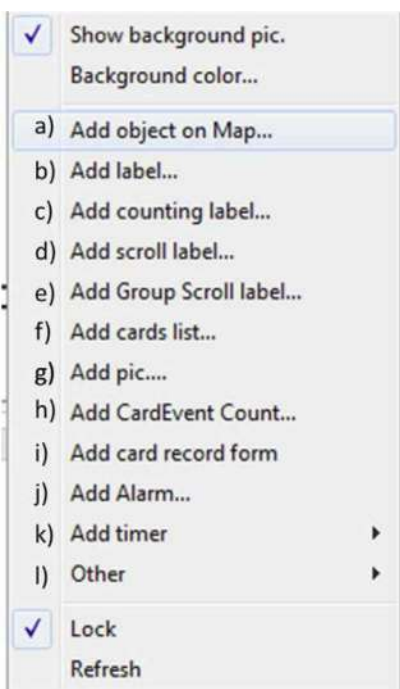 Show background pic.
Background color...
a) Add object on Map...
b) Add label...
c) Add counting label...
d) Add scroll label...
e) Add Group Scroll label...
f) Add cards list...
g) Add pic....
h) Add CardEvent Count...
i) Add card record form
j) Add Alarm...
k) Add timer
l) Other
Lock
Refresh